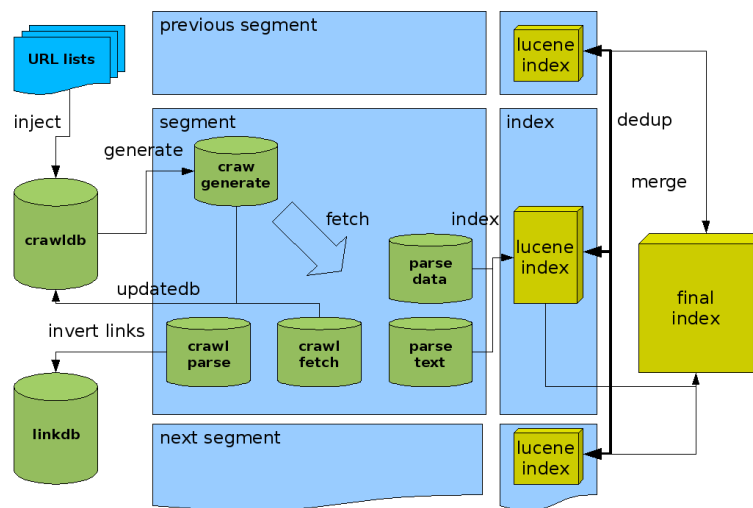 previous segment
lucene
index
URL lists
inject
segment
index
dedup
generate
craw
generate
merge
fetch
index
crawldb
parse
data
lucene
index
final
index
updatedb
invert links
crawl
parse
crawl
fetch
parse
text
linkdb
next segment
lucene
index